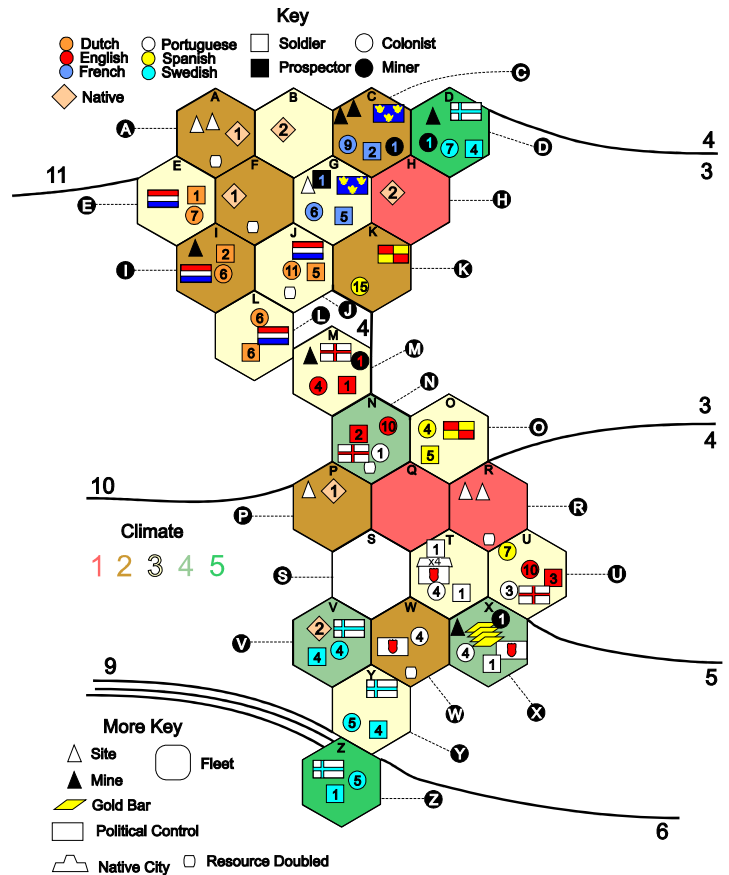 Key
Dutch
English
French
Portuguese
Spanish
Swedish
Soldier
Colonist
Prospector
Miner
Native
A B C D
C
A
1 2 9 2 1 1 7 4
D
4
3
11
E F G H
1 7 1 1 6 5 2
E
H
I J K
2 6 11 5 15
I
K
J
L
6 6
L
4
M
1 4 1
M
N O
N
2 10 1 4 5
O
3
4
10
P Q R
1
P
R
Climate
1 2 3 4 5
S T U
1 x4 4 1 7 10 3 3
S
U
V W X
2 4 4 4 1 4 1
V
5
9
Y
5 4
W
X
Y
More Key
Site
Mine
Gold Bar
Political Control
Native City
Fleet
Resource Doubled
Z
5 1
Z
6